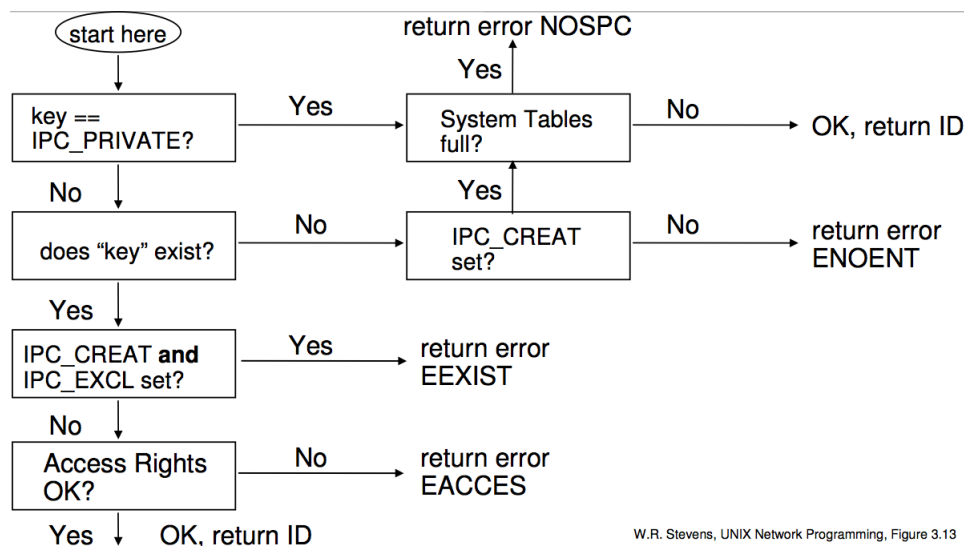 start here
return error NOSPC
Yes
key ==
IPC_PRIVATE?
Yes
System Tables
full?
No
OK, return ID
No
Yes
does “key” exist?
No
IPC_CREAT
set?
No
return error
ENOENT
Yes
IPC_CREAT and
IPC_EXCL set?
Yes
return error
EEXIST
No
Access Rights
OK?
No
return error
EACCES
Yes
OK, return ID
W.R. Stevens, UNIX Network Programming, Figure 3.13